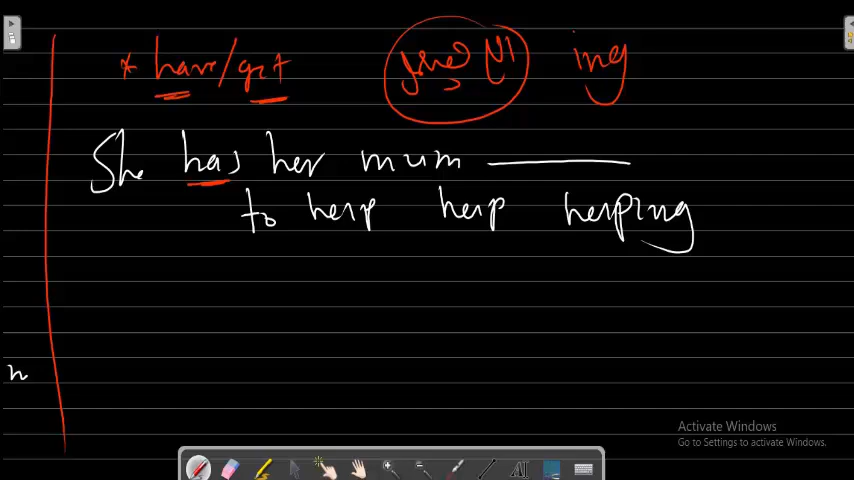 * have/get ing
She has her mum
to help help helping
n
Activate Windows
Go to Settings to activate Windows.